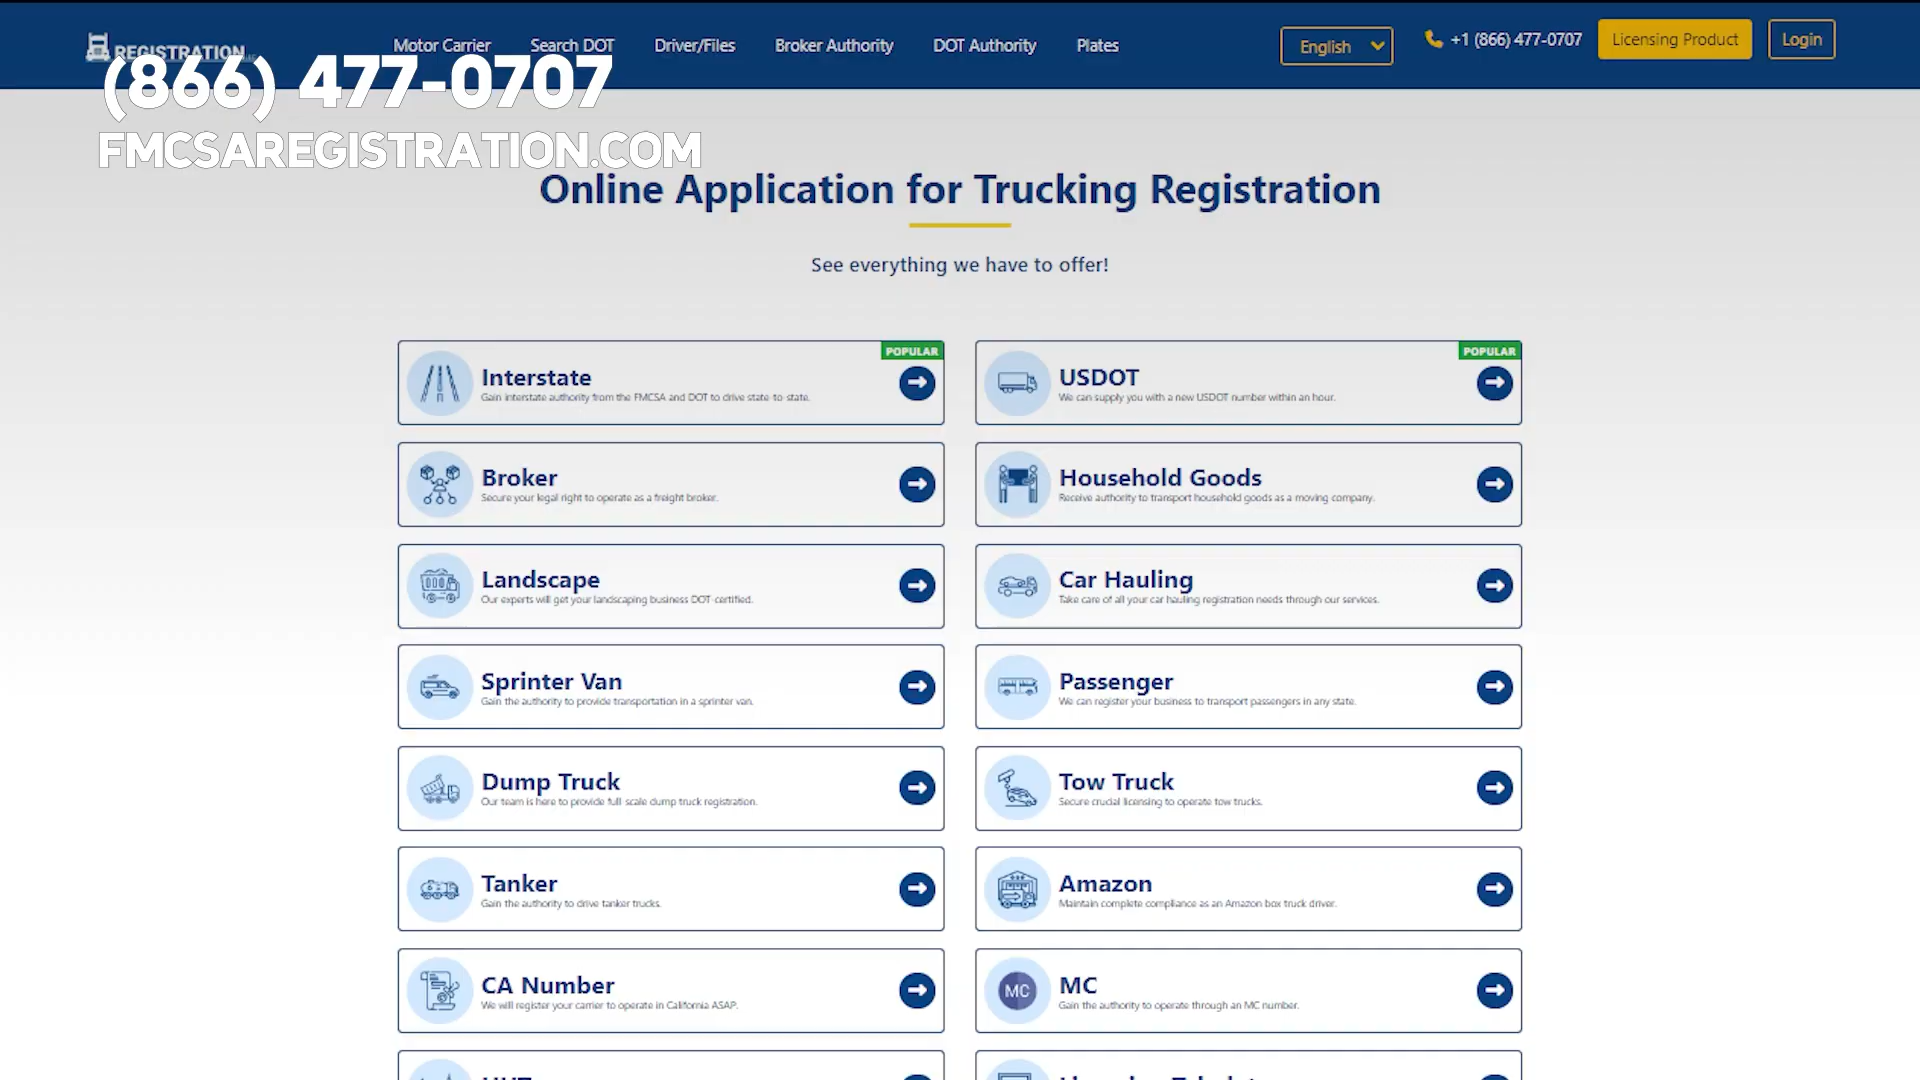 REGISTRATION
Motor Carrier
Search DOT
Driver/Files
Broker Authority
DOT Authority
Plates
English
+1 (866) 477-0707
Licensing Product
Login
(866) 477-0707
FMCSAREGISTRATION.COM
Online Application for Trucking Registration
See everything we have to offer!
POPULAR
Interstate
Gain interstate authority from the FMCSA and DOT to drive state-to-state.
POPULAR
USDOT
We can supply you with a new USDOT number within an hour.
Broker
Secure your legal right to operate as a freight broker.
Household Goods
Receive authority to transport household goods as a moving company.
Landscape
Our experts will get your landscaping business DOT-certified.
Car Hauling
Take care of all your car hauling registration needs through our services.
Sprinter Van
Gain the authority to provide transportation in a sprinter van.
Passenger
We can register your business to transport passengers in any state.
Dump Truck
Our team is here to provide full-scale dump truck registration.
Tow Truck
Secure crucial licensing to operate tow trucks.
Tanker
Gain the authority to drive tanker trucks.
Amazon
Maintain complete compliance as an Amazon box truck driver.
CA Number
We will register your carrier to operate in California ASAP.
MC
MC
Gain the authority to operate through an MC number.